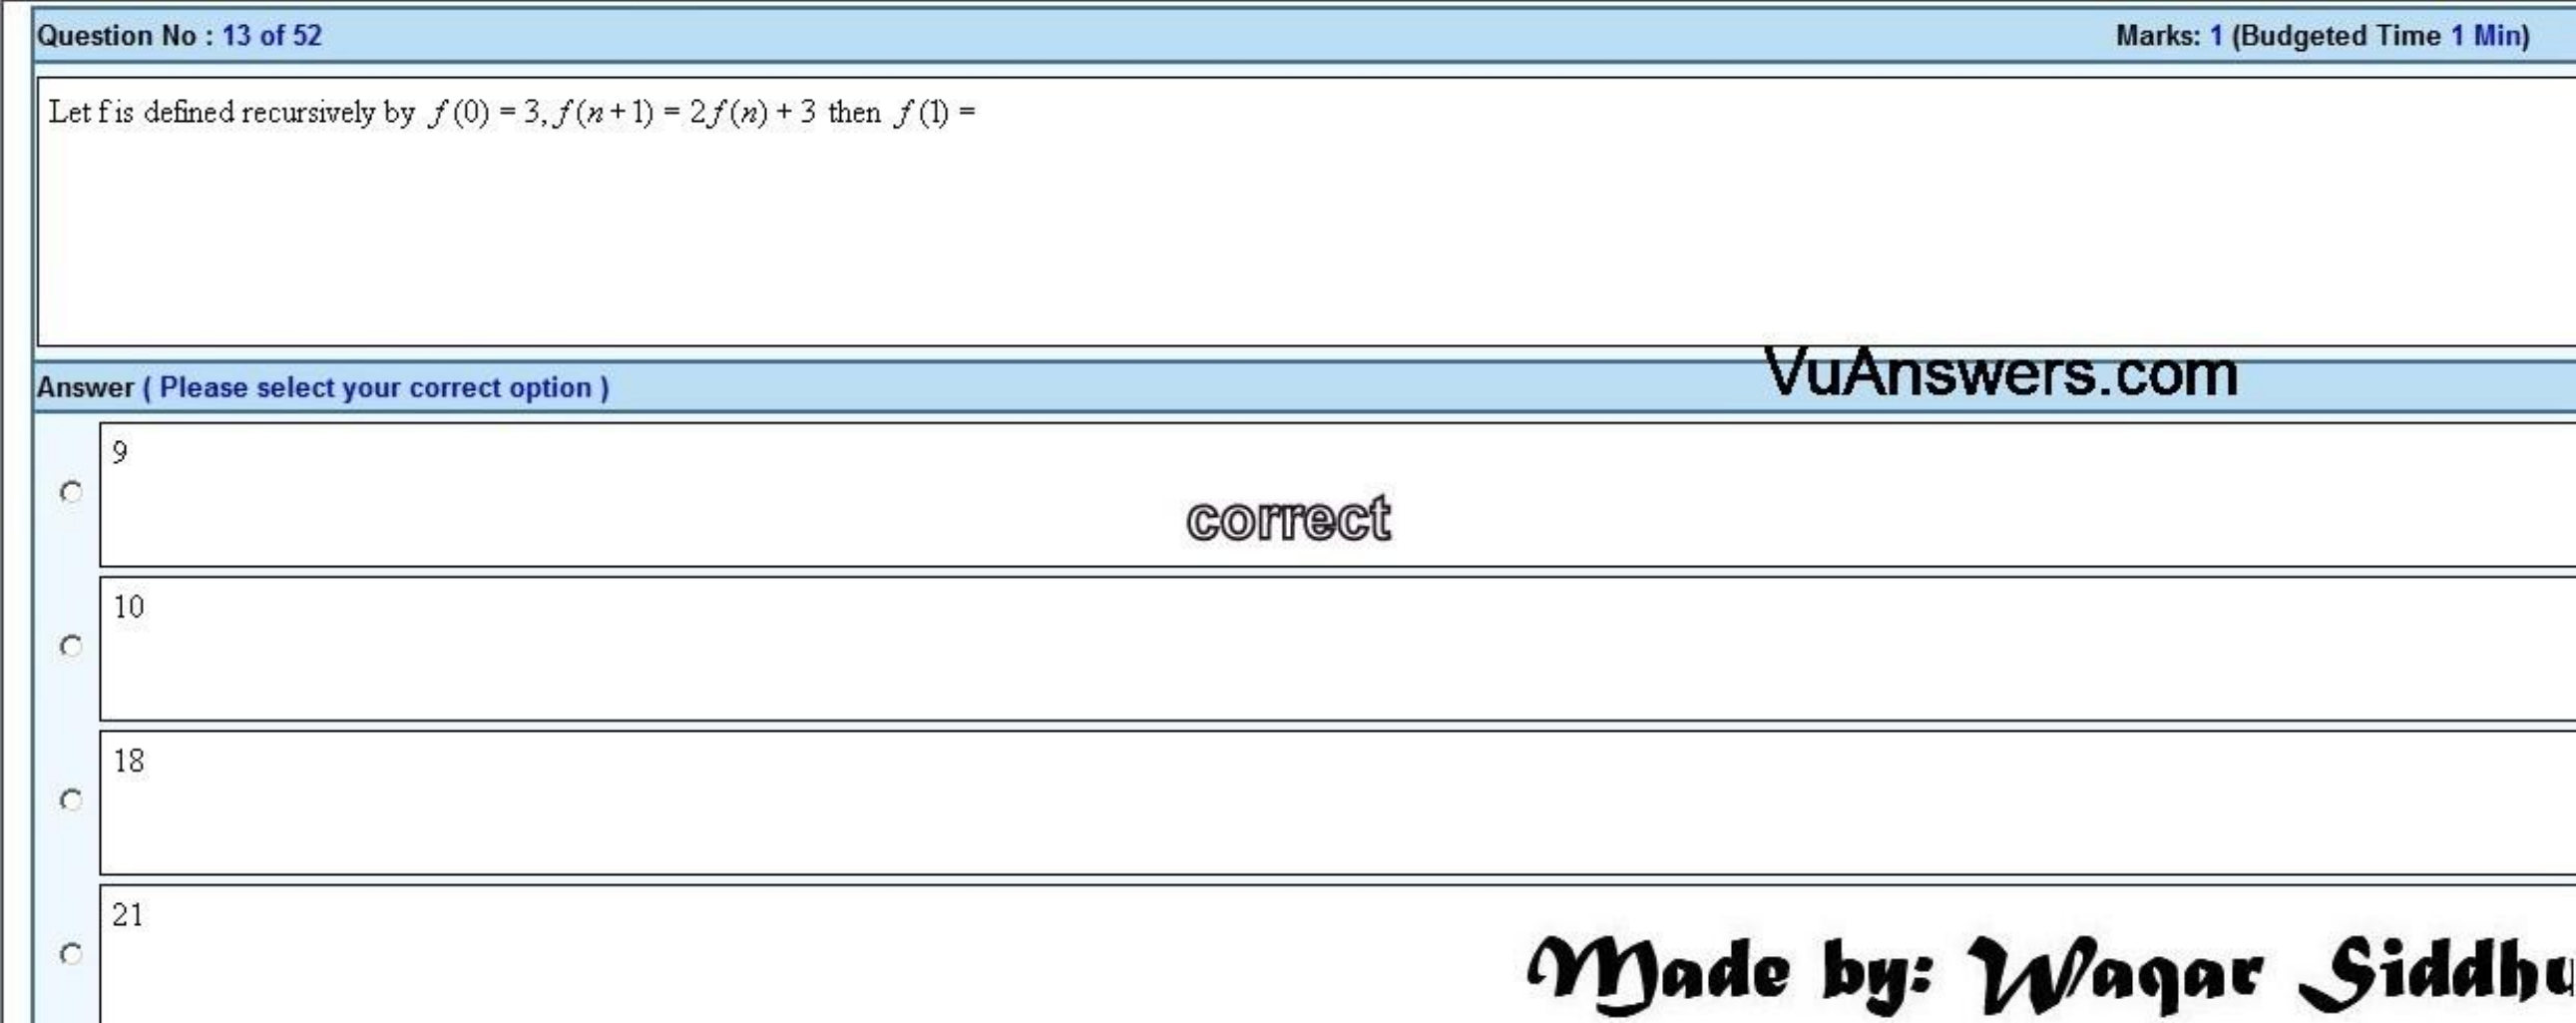 Question No : 13 of 52 Marks: 1 (Budgeted Time 1 Min)
Let f is defined recursively by f(0) = 3, f(n+1) = 2f(n) + 3 then f(1) =
VuAnswers.com
Answer ( Please select your correct option )
9
correct
10
18
21
Made by: Waqar Siddhu